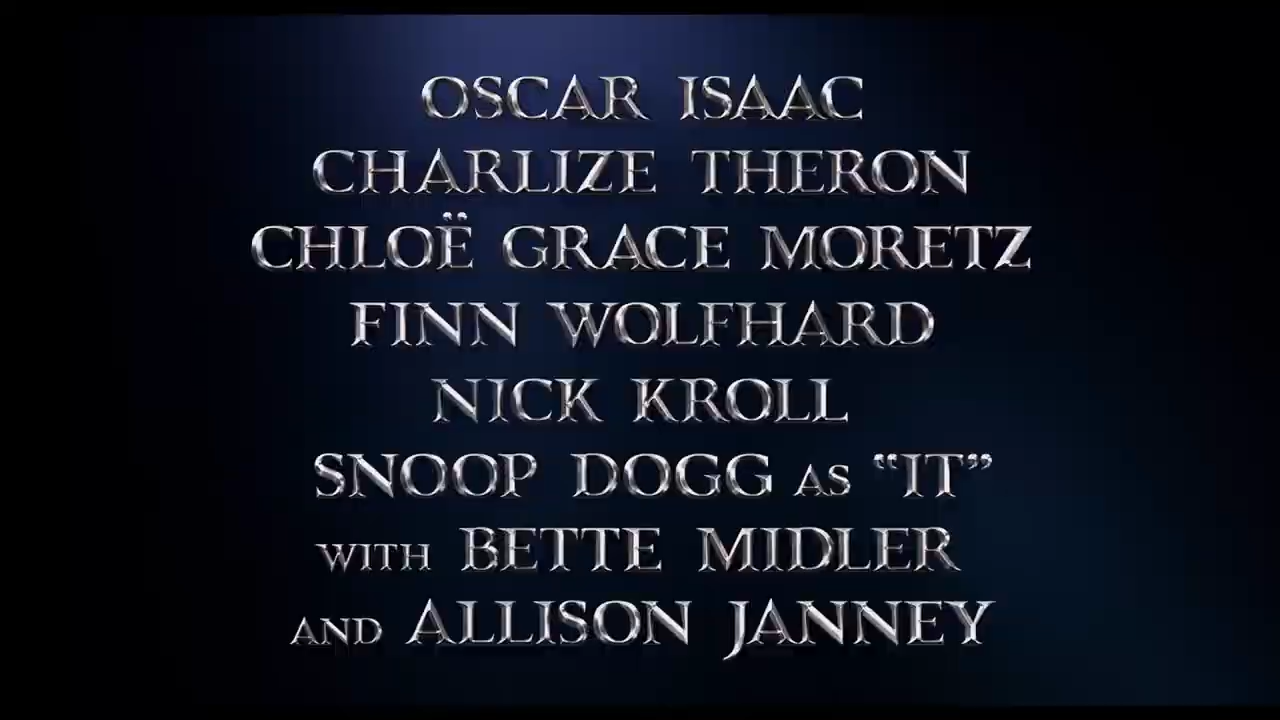 OSCAR ISAAC
CHARLIZE THERON
CHLOË GRACE MORETZ
FINN WOLFHARD
NICK KROLL
SNOOP DOGG AS “IT”
WITH BETTE MIDLER
AND ALLISON JANNEY